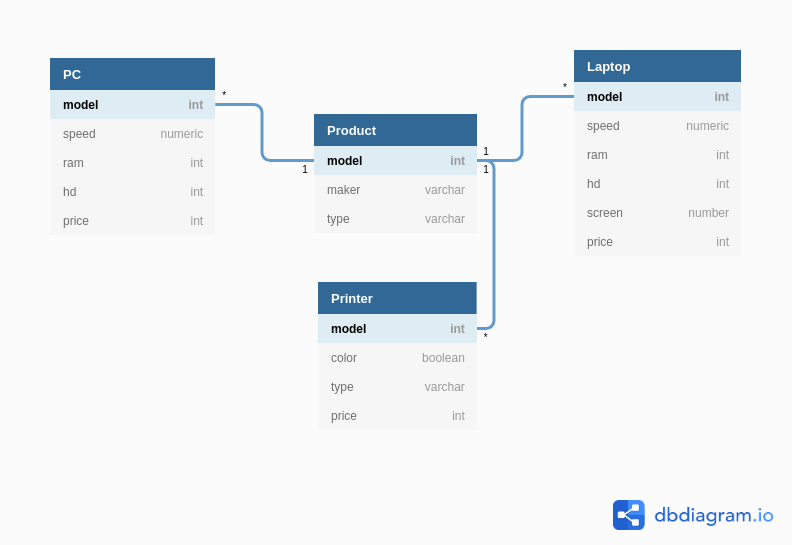 PC
model int
speed numeric
ram int
hd int
price int
*
1
Product
model int
maker varchar
type varchar
1
1
*
Laptop
model int
speed numeric
ram int
hd int
screen number
price int
*
Printer
model int
color boolean
type varchar
price int
dbdiagram.io